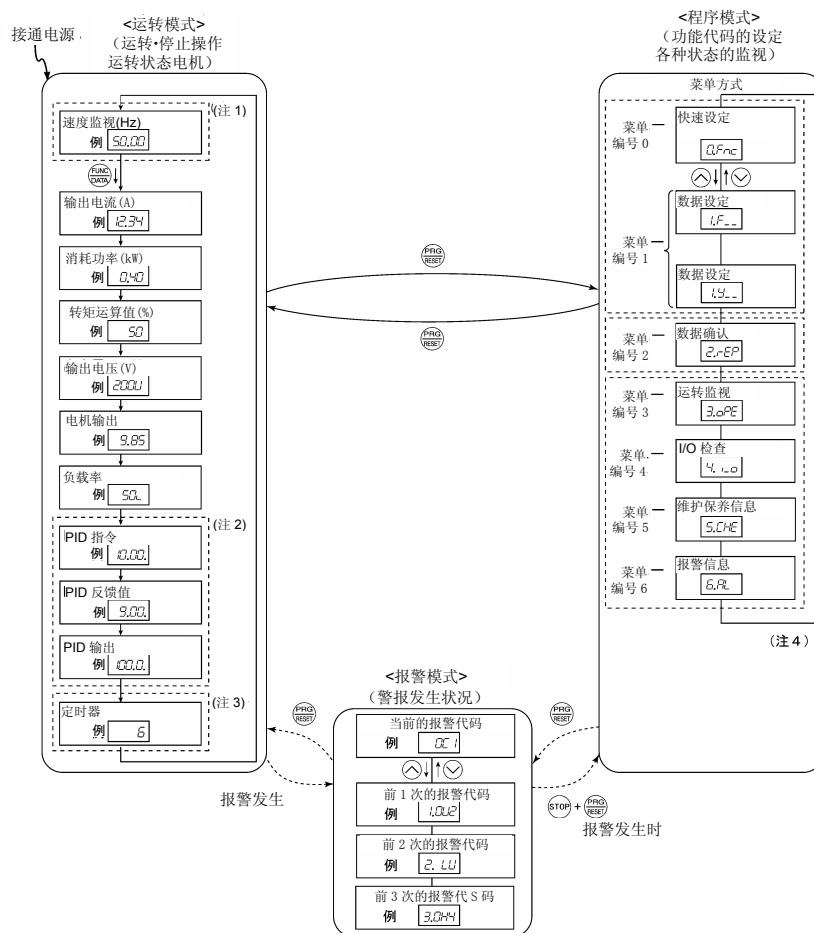 接通电源
<运转模式>
(运转•停止操作
运转状态电机)
速度监视(Hz)
(注 1)
例 50.00
FUNC
DATA
输出电流(A)
例 12.34
消耗功率(kW)
例 0.40
转矩运算值(%)
例 50
输出电压(V)
例 200U
电机输出
例 9.85
负载率
例 50L
(注 2)
PID 指令
例 10.00.
PID 反馈值
例 9.00.
PID 输出
例 100.0.
(注 3)
定时器
例 6
PRG
RESET
PRG
RESET
<程序模式>
(功能代码的设定
各种状态的监视)
菜单方式
菜单
编号 0
快速设定
0.Fnc
菜单
编号 1
数据设定
1.F__
数据设定
1.y__
菜单
编号 2
数据确认
2.rEP
菜单
编号 3
运转监视
3.oPE
菜单
编号 4
I/O 检查
4.i_o
菜单
编号 5
维护保养信息
5.CHE
菜单
编号 6
报警信息
6.AL
(注 4)
<报警模式>
(警报发生状况)
PRG
RESET
PRG
RESET
当前的报警代码
例 OC1
前 1 次的报警代码
例 1.OU2
前 2 次的报警代码
例 2. LU
前 3 次的报警代 S 码
例 3.OH4
报警发生
STOP + PRG
RESET
报警发生时